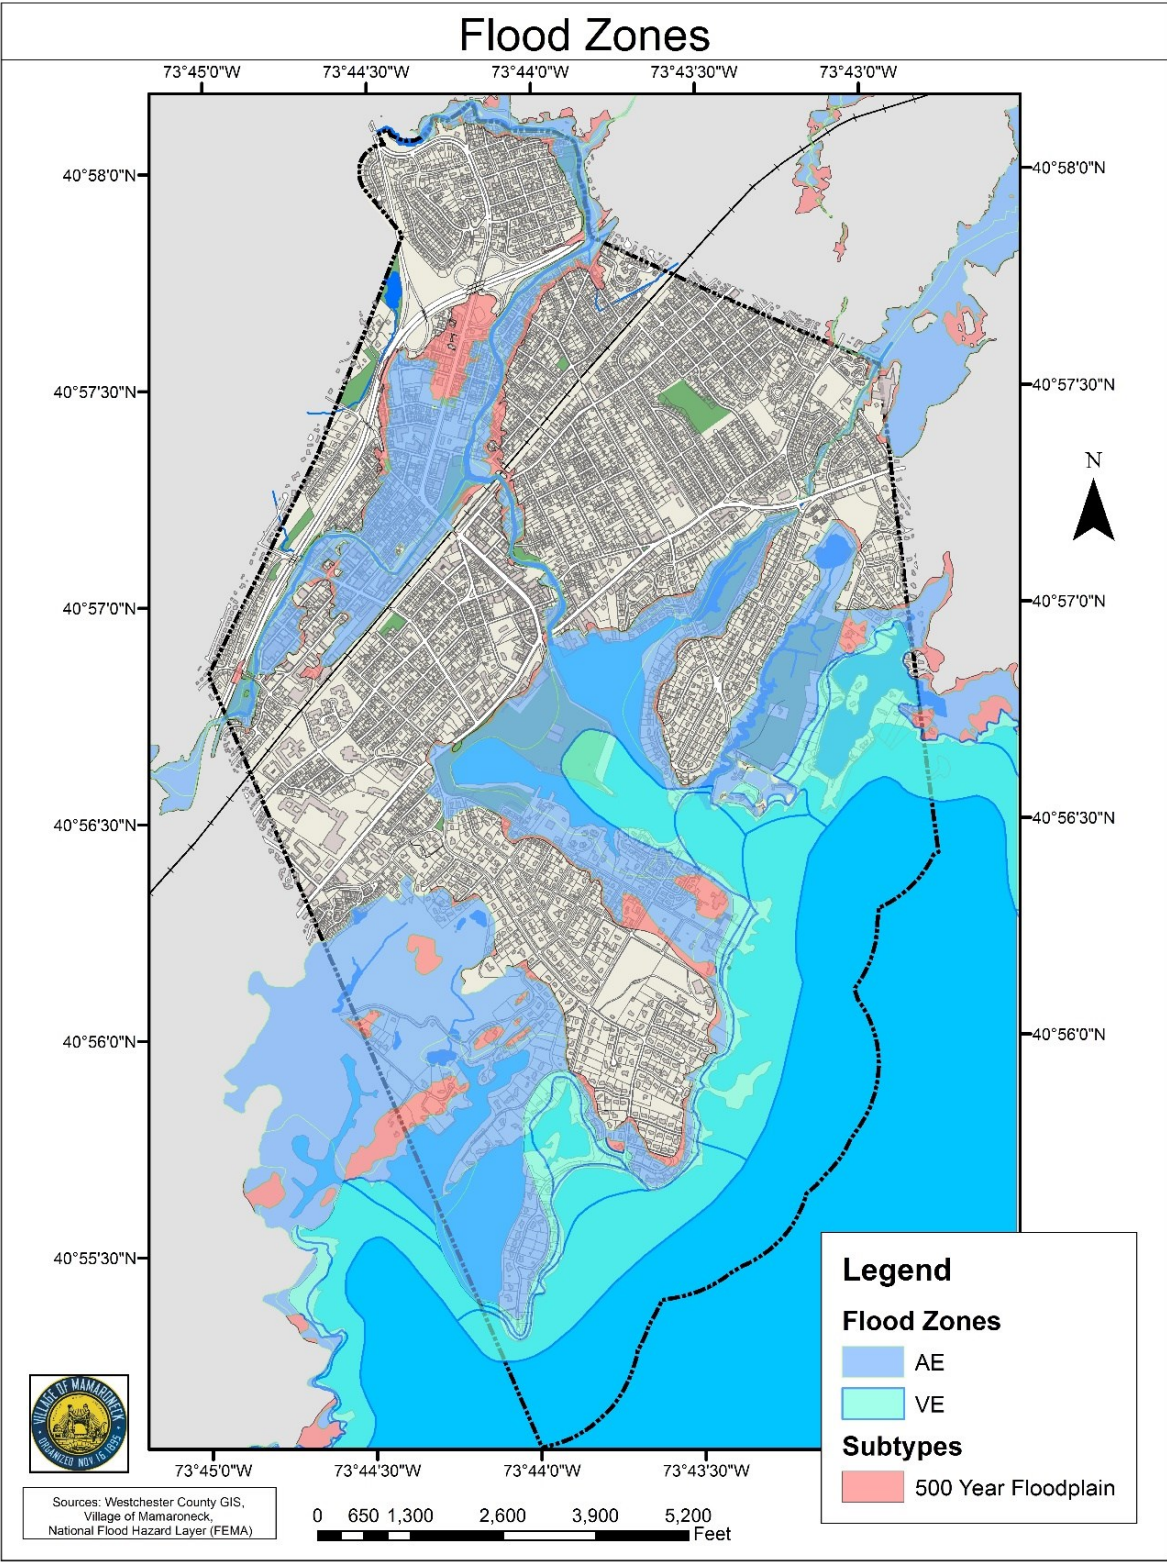 Flood Zones
73°45'0"W 73°44'30"W 73°44'0"W 73°43'30"W 73°43'0"W
40°58'0"N 40°58'0"N
40°57'30"N 40°57'30"N
N
40°57'0"N 40°57'0"N
40°56'30"N 40°56'30"N
40°56'0"N 40°56'0"N
40°55'30"N
Legend
Flood Zones
AE
VE
Subtypes
500 Year Floodplain
VILLAGE OF MAMARONECK
ORGANIZED NOV 16, 1895
73°45'0"W 73°44'30"W 73°44'0"W 73°43'30"W
Sources: Westchester County GIS,
Village of Mamaroneck,
National Flood Hazard Layer (FEMA)
0 650 1,300 2,600 3,900 5,200
Feet